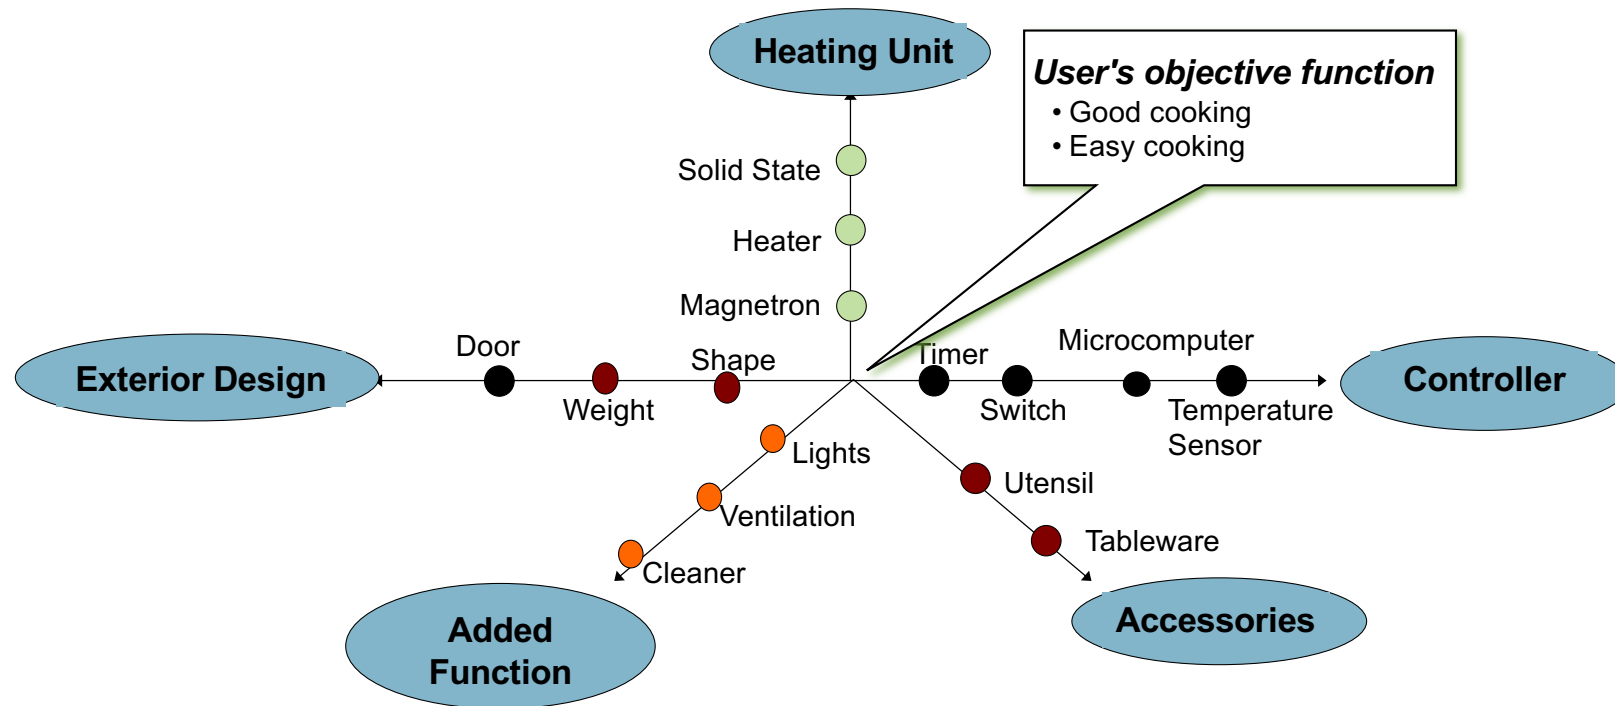 Heating Unit
User's objective function
• Good cooking
• Easy cooking
Solid State
Heater
Magnetron
Door
Shape
Timer
Microcomputer
Exterior Design
Controller
Weight
Switch
Temperature
Sensor
Lights
Utensil
Ventilation
Tableware
Cleaner
Added
Function
Accessories